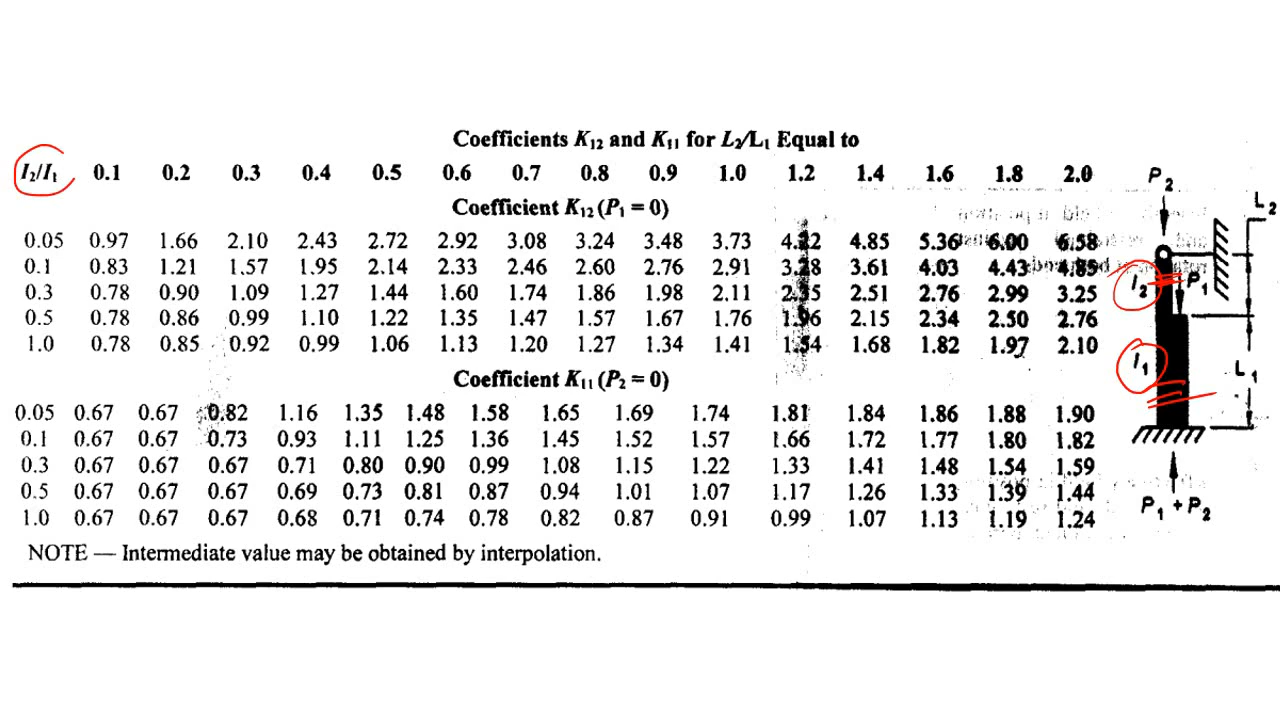 Coefficients K₁₂ and K₁₁ for L₂/L₁ Equal to
I₂/I₁ 0.1 0.2 0.3 0.4 0.5 0.6 0.7 0.8 0.9 1.0 1.2 1.4 1.6 1.8 2.0
Coefficient K₁₂ (P₁ = 0)
0.05 0.97 1.66 2.10 2.43 2.72 2.92 3.08 3.24 3.48 3.73 4.22 4.85 5.36 6.00 6.58
0.1 0.83 1.21 1.57 1.95 2.14 2.33 2.46 2.60 2.76 2.91 3.28 3.61 4.03 4.43 4.85
0.3 0.78 0.90 1.09 1.27 1.44 1.60 1.74 1.86 1.98 2.11 2.35 2.51 2.76 2.99 3.25
0.5 0.78 0.86 0.99 1.10 1.22 1.35 1.47 1.57 1.67 1.76 1.96 2.15 2.34 2.50 2.76
1.0 0.78 0.85 0.92 0.99 1.06 1.13 1.20 1.27 1.34 1.41 1.54 1.68 1.82 1.97 2.10
Coefficient K₁₁ (P₂ = 0)
0.05 0.67 0.67 0.82 1.16 1.35 1.48 1.58 1.65 1.69 1.74 1.81 1.84 1.86 1.88 1.90
0.1 0.67 0.67 0.73 0.93 1.11 1.25 1.36 1.45 1.52 1.57 1.66 1.72 1.77 1.80 1.82
0.3 0.67 0.67 0.67 0.71 0.80 0.90 0.99 1.08 1.15 1.22 1.33 1.41 1.48 1.54 1.59
0.5 0.67 0.67 0.67 0.69 0.73 0.81 0.87 0.94 1.01 1.07 1.17 1.26 1.33 1.39 1.44
1.0 0.67 0.67 0.67 0.68 0.71 0.74 0.78 0.82 0.87 0.91 0.99 1.07 1.13 1.19 1.24
NOTE — Intermediate value may be obtained by interpolation.
P₂
L₂
I₂
P₁
I₁
L₁
P₁ + P₂